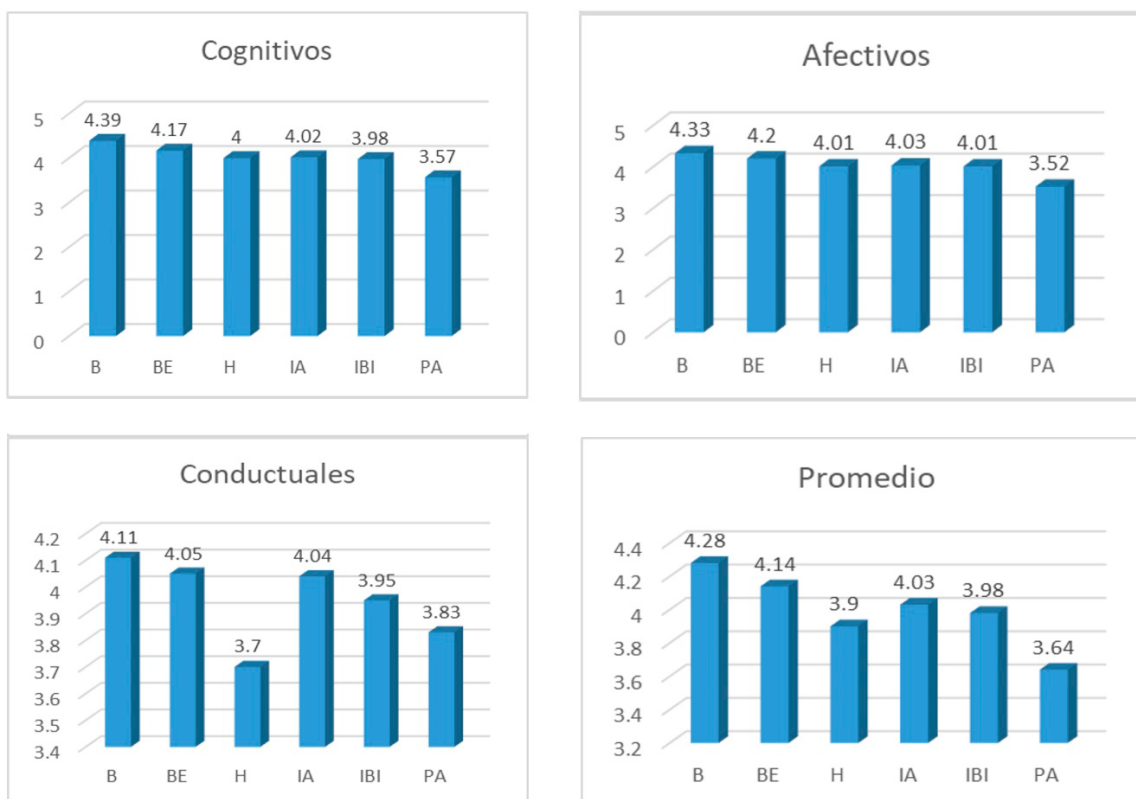 Cognitivos
5
4
3
2
1
0
4.39 4.17 4 4.02 3.98 3.57
B BE H IA IBI PA
Afectivos
5
4
3
2
1
0
4.33 4.2 4.01 4.03 4.01 3.52
B BE H IA IBI PA
Conductuales
4.2
4.1
4
3.9
3.8
3.7
3.6
3.5
3.4
4.11 4.05 3.7 4.04 3.95 3.83
B BE H IA IBI PA
Promedio
4.4
4.2
4
3.8
3.6
3.4
3.2
4.28 4.14 3.9 4.03 3.98 3.64
B BE H IA IBI PA